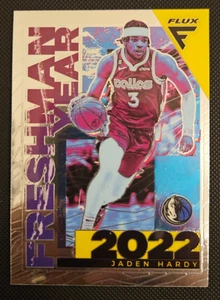 FLUX
FRESHMAN
YEAR
DALLAS
3
2022
JADEN HARDY